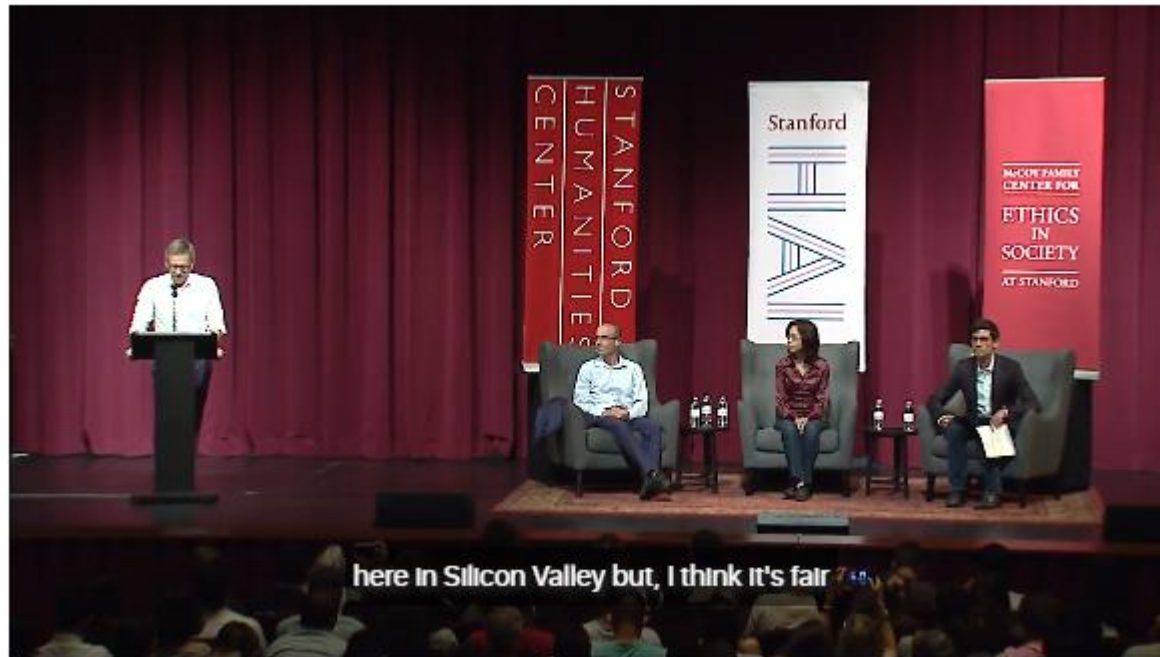 STANFORD
HUMANITIES
CENTER
Stanford
HAI
McCOY FAMILY
CENTER FOR
ETHICS
IN
SOCIETY
AT STANFORD
here in Silicon Valley but, I think it's fair